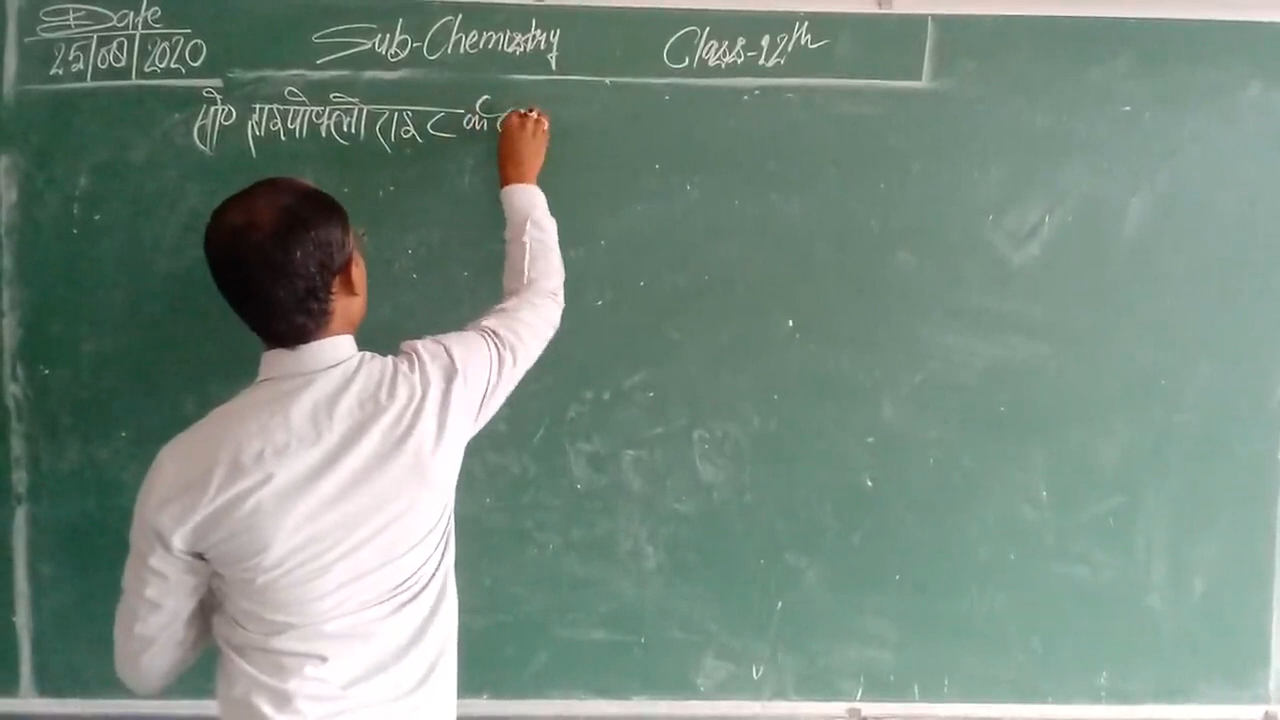 Date
25/08/2020
Sub-Chemistry
Class-12th
सो० हाइपोक्लोराइट की